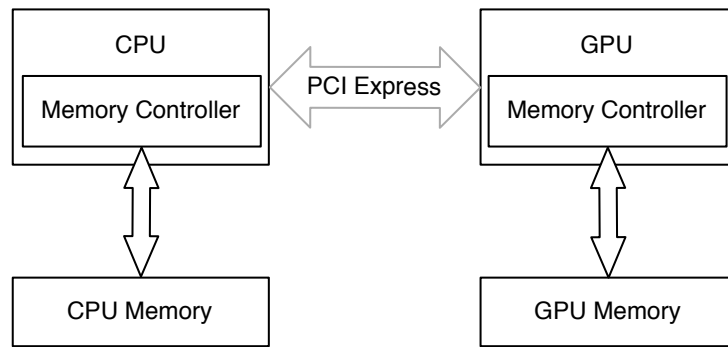 CPU
GPU
PCI Express
Memory Controller
Memory Controller
CPU Memory
GPU Memory